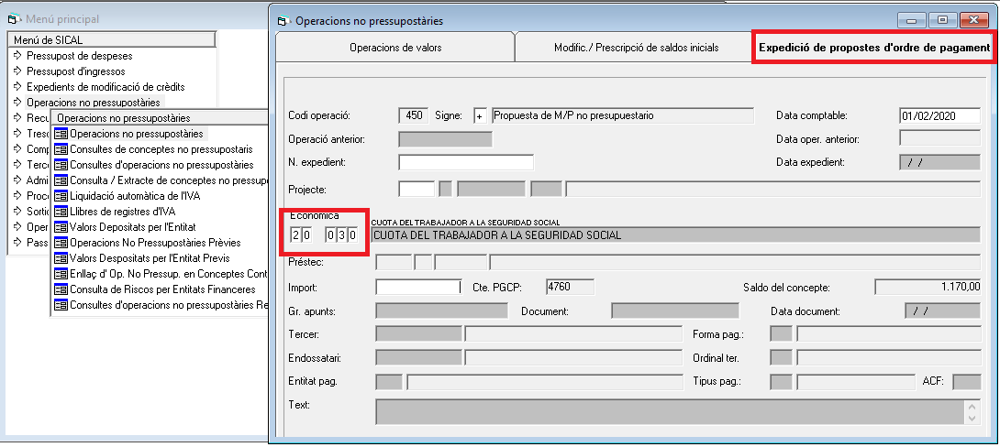 Menú principal
Menú de SICAL
Pressupost de despeses
Pressupost d'ingressos
Expedients de modificació de crèdits
Operacions no pressupostàries
Recu
Treso
Comp
Terce
Admi
Proce
Sortid
Oper
Pass
Operacions no pressupostàries
Operacions no pressupostàries
Consultes de conceptes no pressupostaris
Consultes d'operacions no pressupostàries
Consulta / Extracte de conceptes no pressupo
Liquidació automàtica de l'IVA
Llibres de registres d'IVA
Valors Depositats per l'Entitat
Operacions No Pressupostàries Prèvies
Valors Despositats per l'Entitat Previs
Enllaç d' Op. No Pressup. en Conceptes Cont
Consulta de Riscos per Entitats Financeres
Consultes d'operacions no pressupostàries Re
Operacions no pressupostàries
Operacions de valors
Modific./ Prescripció de saldos inicials
Expedició de propostes d'ordre de pagament
Codi operació: 450 Signe: + Propuesta de M/P no presupuestario Data comptable: 01/02/2020
Operació anterior: Data oper. anterior:
N. expedient: Data expedient: / /
Projecte:
Econòmica
CUOTA DEL TRABAJADOR A LA SEGURIDAD SOCIAL
20 030 CUOTA DEL TRABAJADOR A LA SEGURIDAD SOCIAL
Préstec:
Import: Cte. PGCP: 4760 Saldo del concepte: 1.170,00
Gr. apunts: Document: Data document: / /
Tercer: Forma pag.:
Endossatari: Ordinal ter.
Entitat pag. Tipus pag.: ACF:
Text: